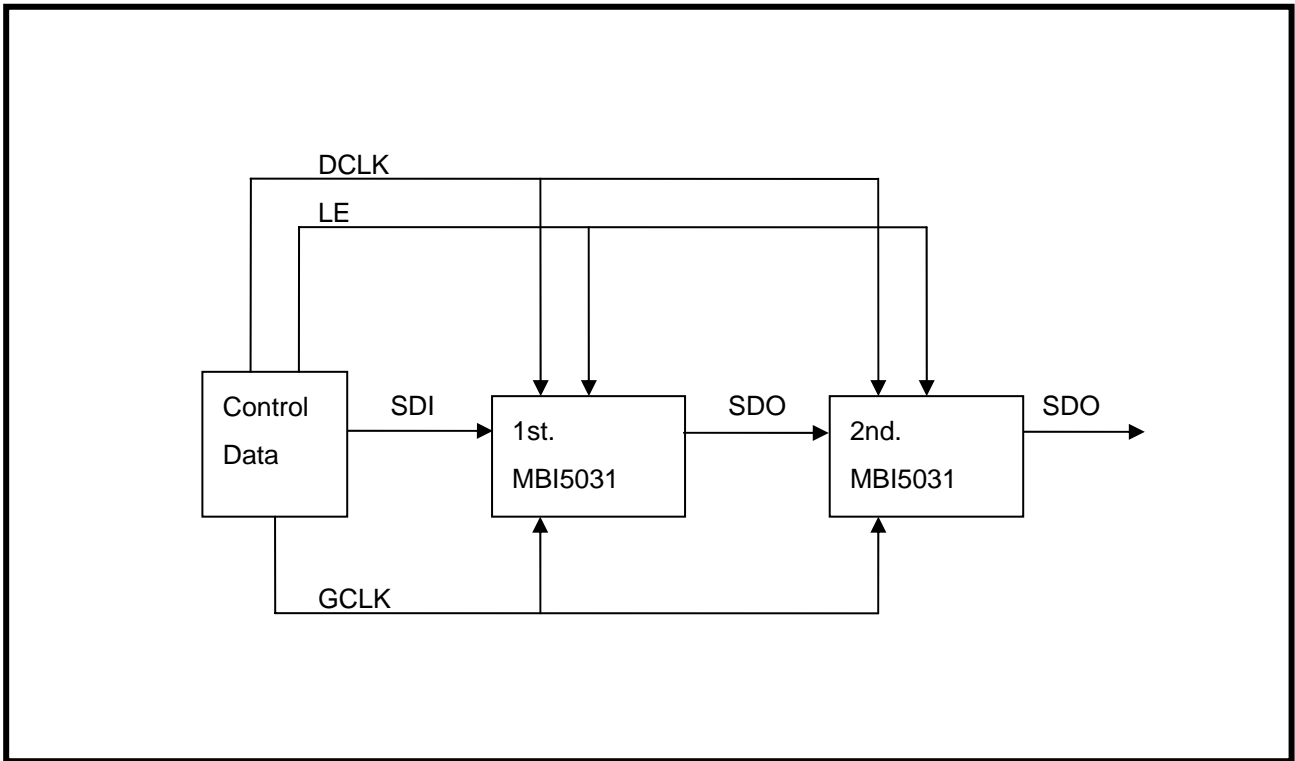 DCLK
LE
Control
Data
SDI
1st.
MBI5031
SDO
2nd.
MBI5031
SDO
GCLK